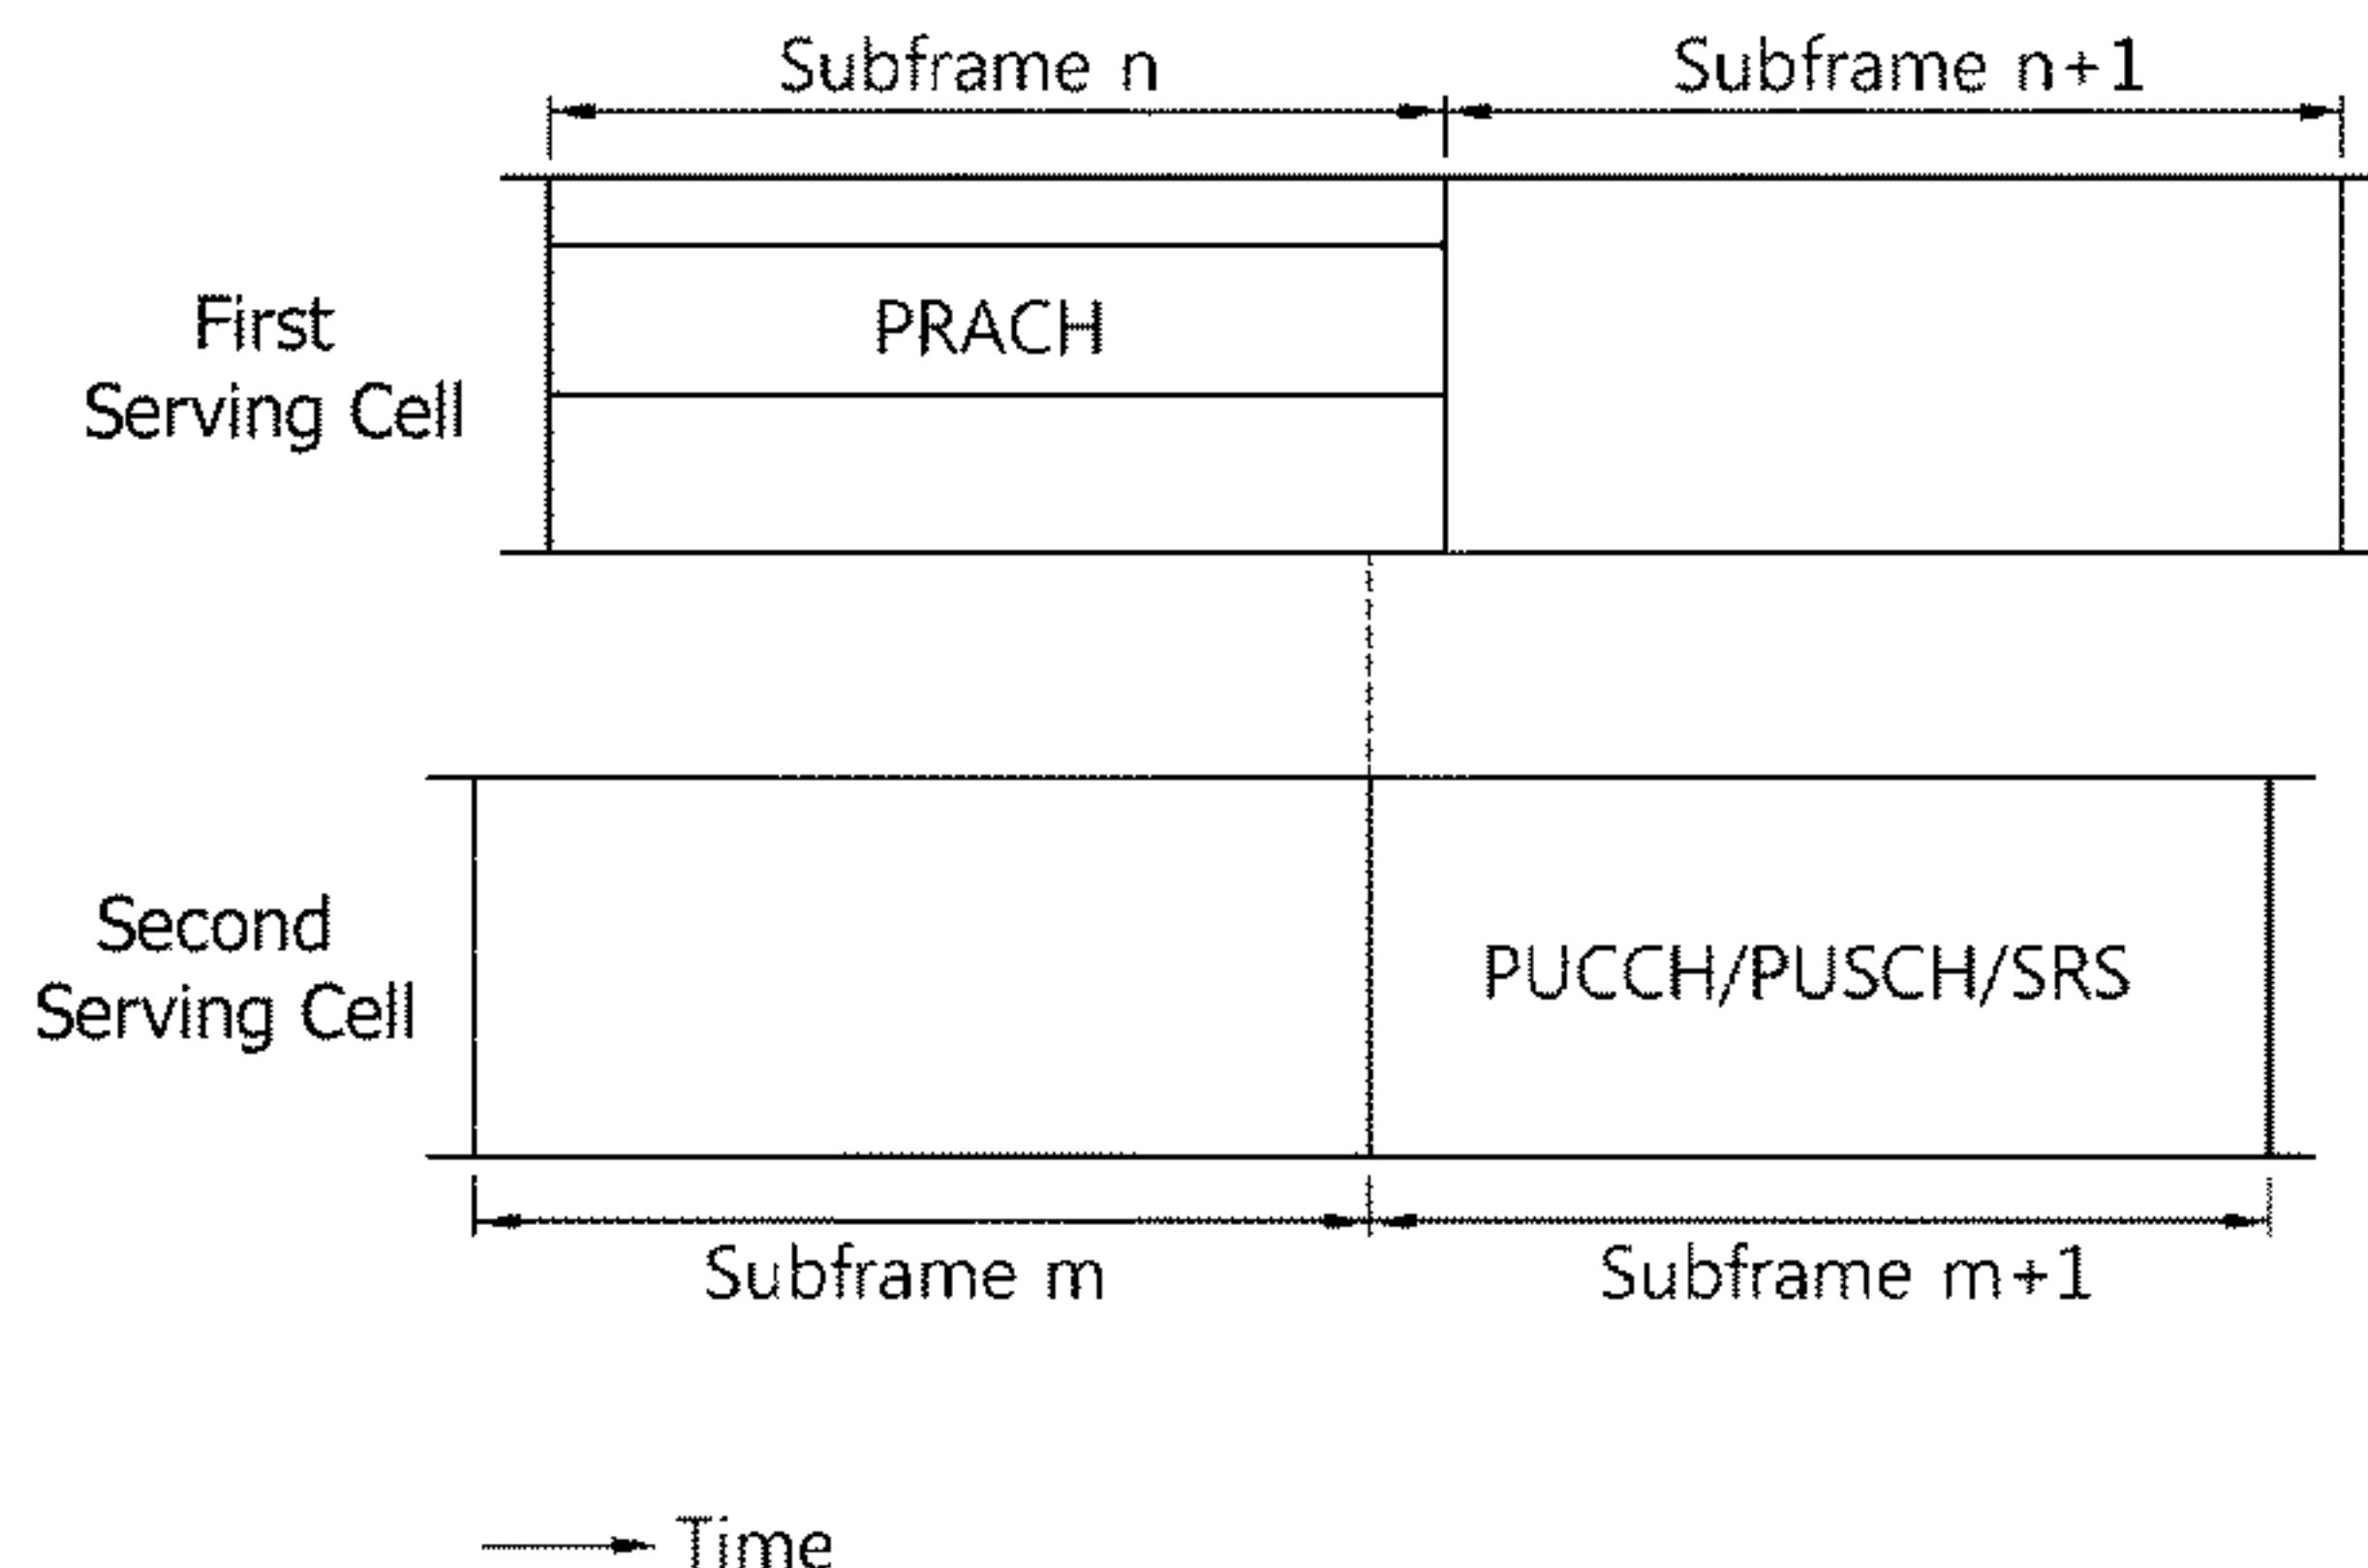 Subframe n
Subframe n+1
PRACH
First
Serving Cell
Second
Serving Cell
PUCCH/PUSCH/SRS
Subframe m
Subframe m+1
Time